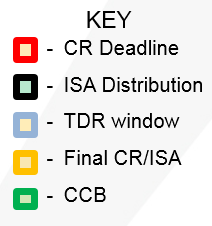 KEY
- CR Deadline
- ISA Distribution
- TDR window
- Final CR/ISA
- CCB